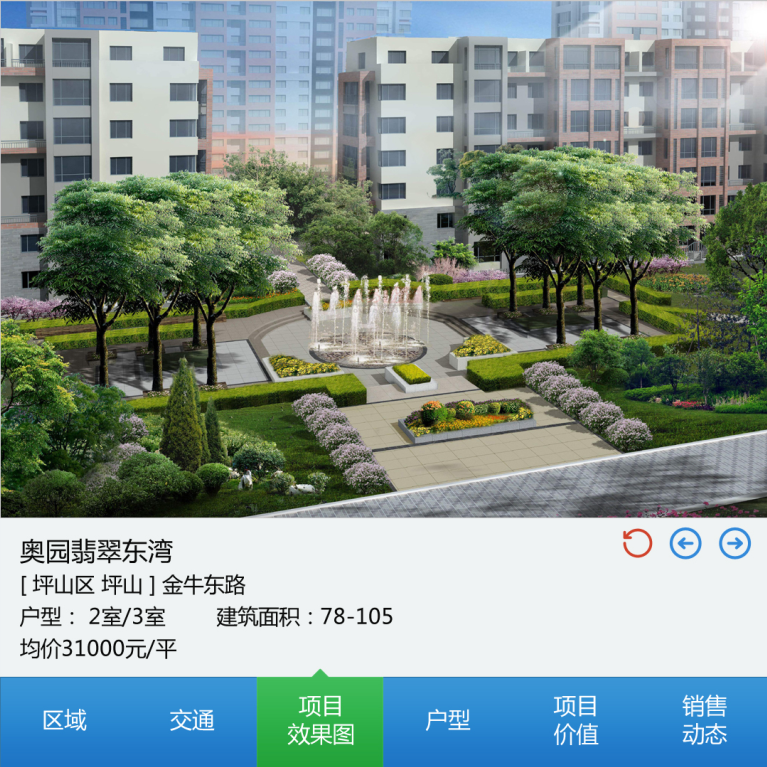 奥园翡翠东湾
[ 坪山区 坪山 ] 金牛东路
户型： 2室/3室 建筑面积：78-105
均价31000元/平
区域
交通
项目
效果图
户型
项目
价值
销售
动态